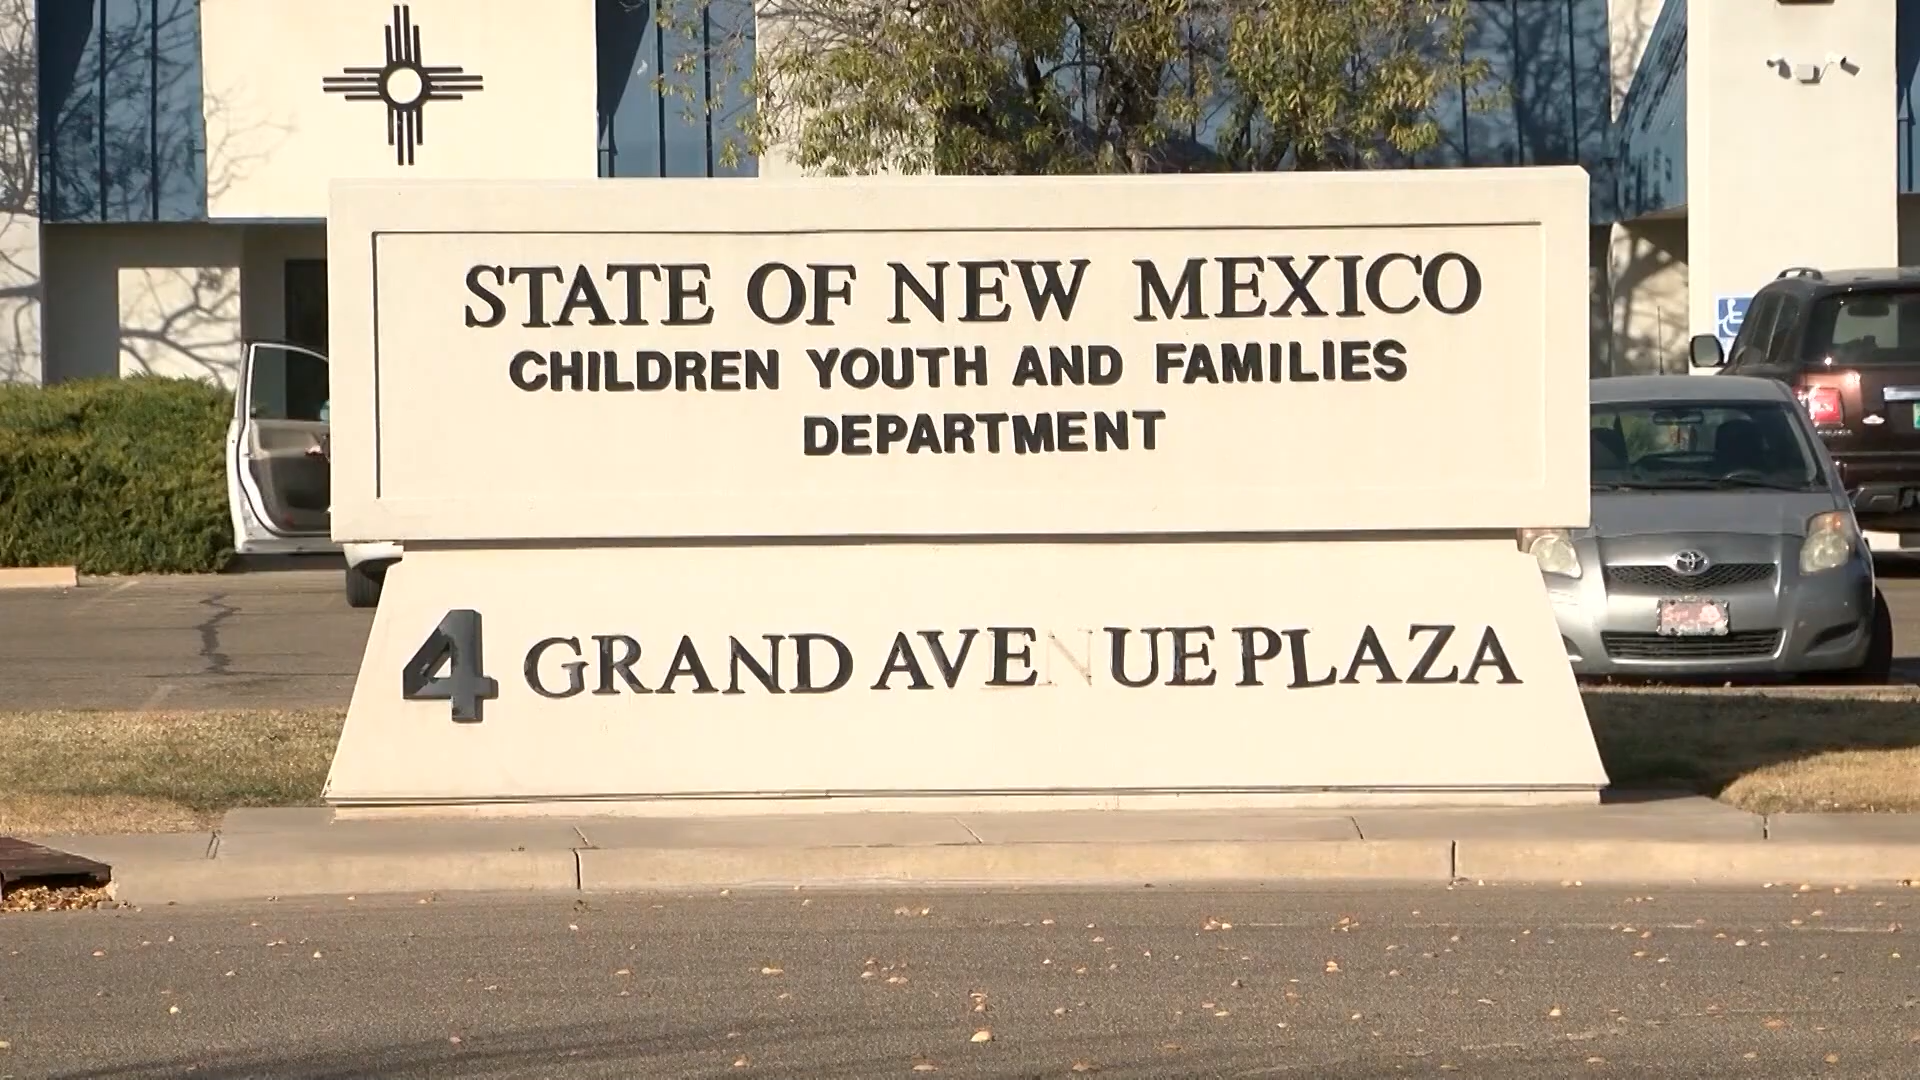 STATE OF NEW MEXICO
CHILDREN YOUTH AND FAMILIES
DEPARTMENT
4 GRAND AVENUE PLAZA